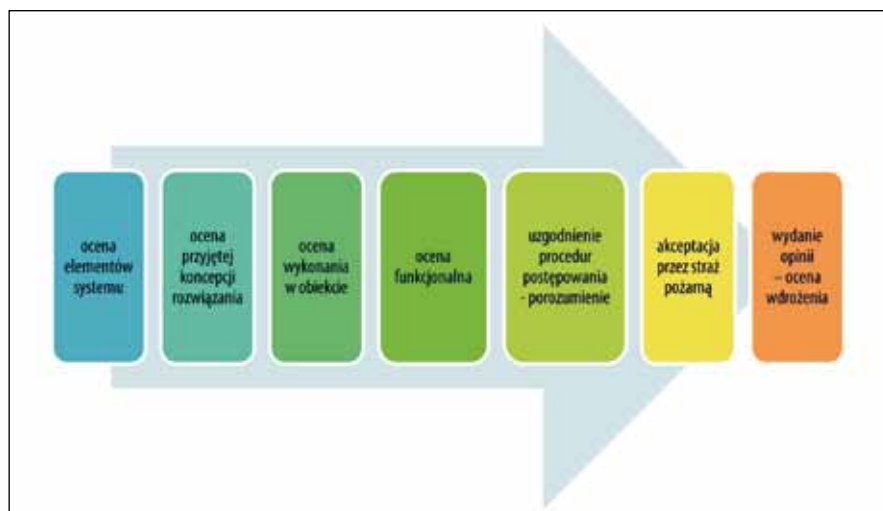 ocena
elementów
systemu
ocena
przyjętej
koncepcji
rozwiązania
ocena
wykonania
w obiekcie
ocena
funkcjonalna
uzgodnienie
procedur
postępowania
- porozumienie
akceptacja
przez straż
pożarną
wydanie
opinii
– ocena
wdrożenia